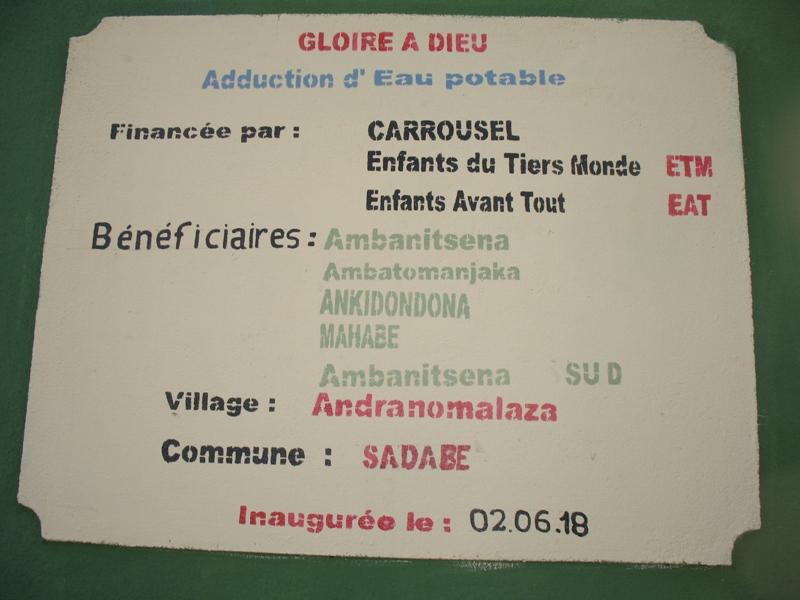 GLOIRE A DIEU
Adduction d' Eau potable
Financée par : CARROUSEL
Enfants du Tiers Monde ETM
Enfants Avant Tout EAT
Bénéficiaires : Ambanitsena
Ambatomanjaka
ANKIDONDONA
MAHABE
Ambanitsena SUD
Village : Andranomalaza
Commune : SADABE
Inaugurée le : 02.06.18